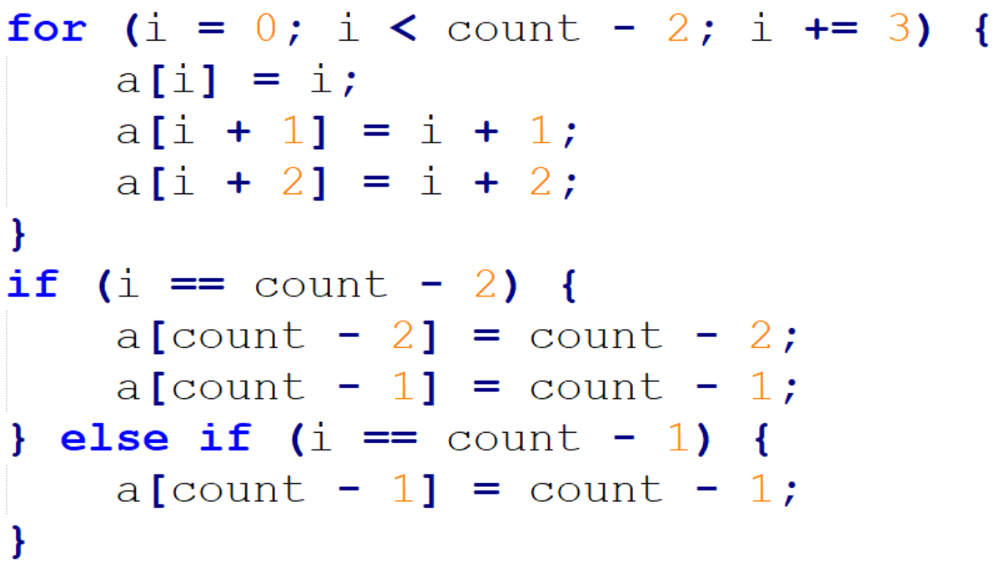 for (i = 0; i < count - 2; i += 3) {
    a[i] = i;
    a[i + 1] = i + 1;
    a[i + 2] = i + 2;
}
if (i == count - 2) {
    a[count - 2] = count - 2;
    a[count - 1] = count - 1;
} else if (i == count - 1) {
    a[count - 1] = count - 1;
}